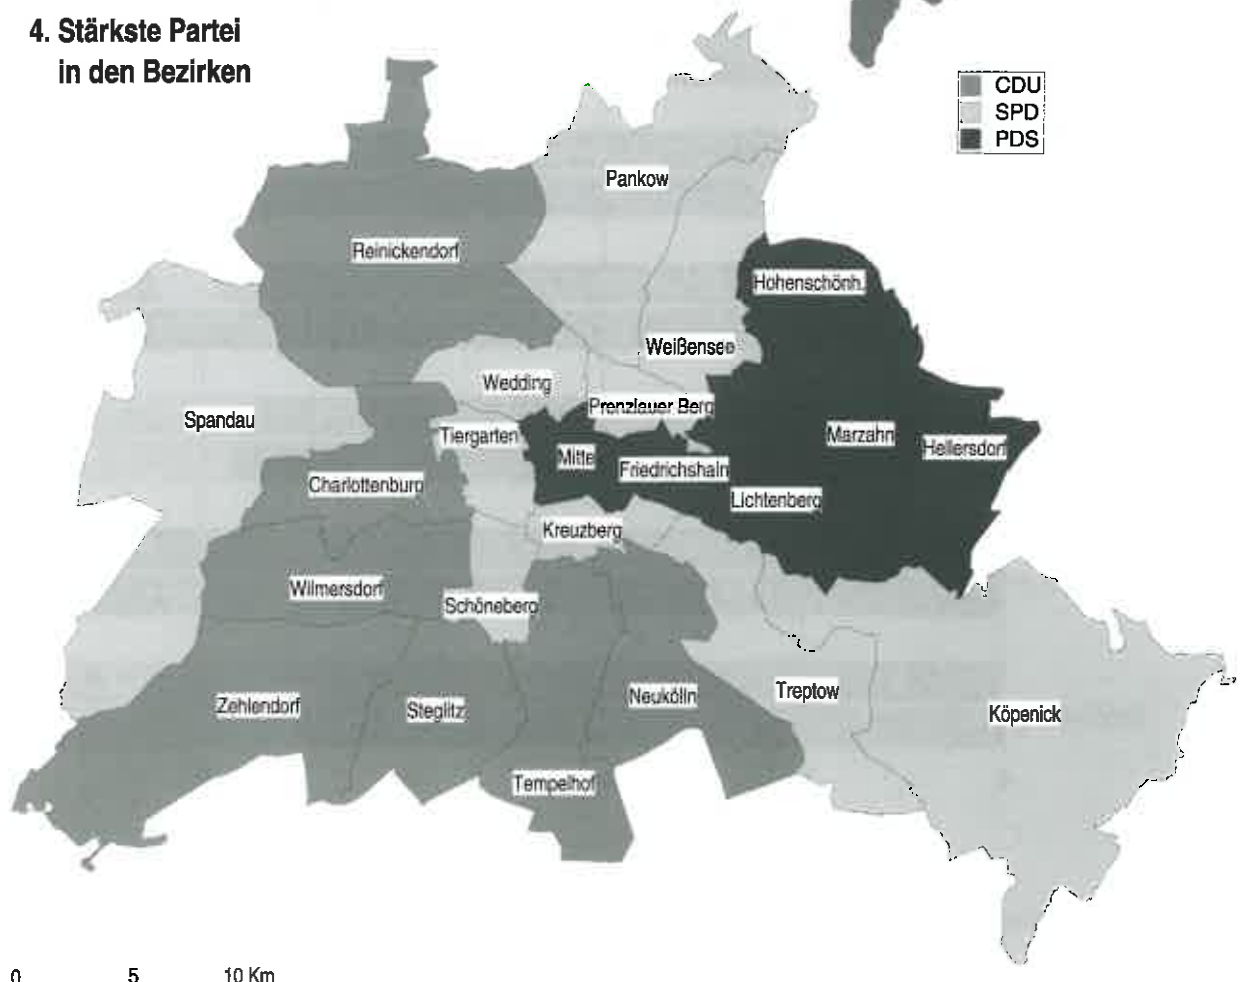 4. Stärkste Partei
in den Bezirken
CDU
SPD
PDS
Pankow
Reinickendorf
Hohenschönh.
Weißensee
Wedding
Prenzlauer Berg
Spandau
Tiergarten
Marzahn
Hellersdorf
Mitte
Friedrichshain
Charlottenburg
Lichtenberg
Kreuzberg
Wilmersdorf
Schöneberg
Zehlendorf
Steglitz
Neukölln
Treptow
Köpenick
Tempelhof
0 5 10 Km